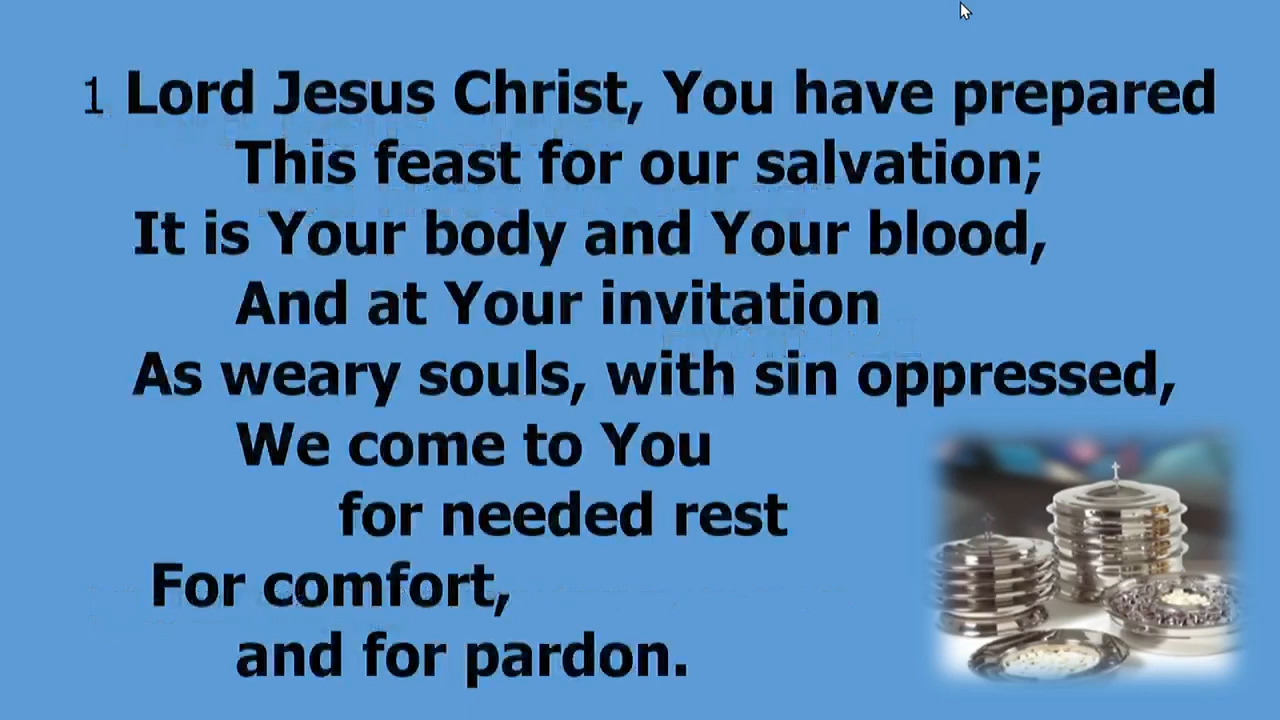 1 Lord Jesus Christ, You have prepared
This feast for our salvation;
It is Your body and Your blood,
And at Your invitation
As weary souls, with sin oppressed,
We come to You
for needed rest
For comfort,
and for pardon.